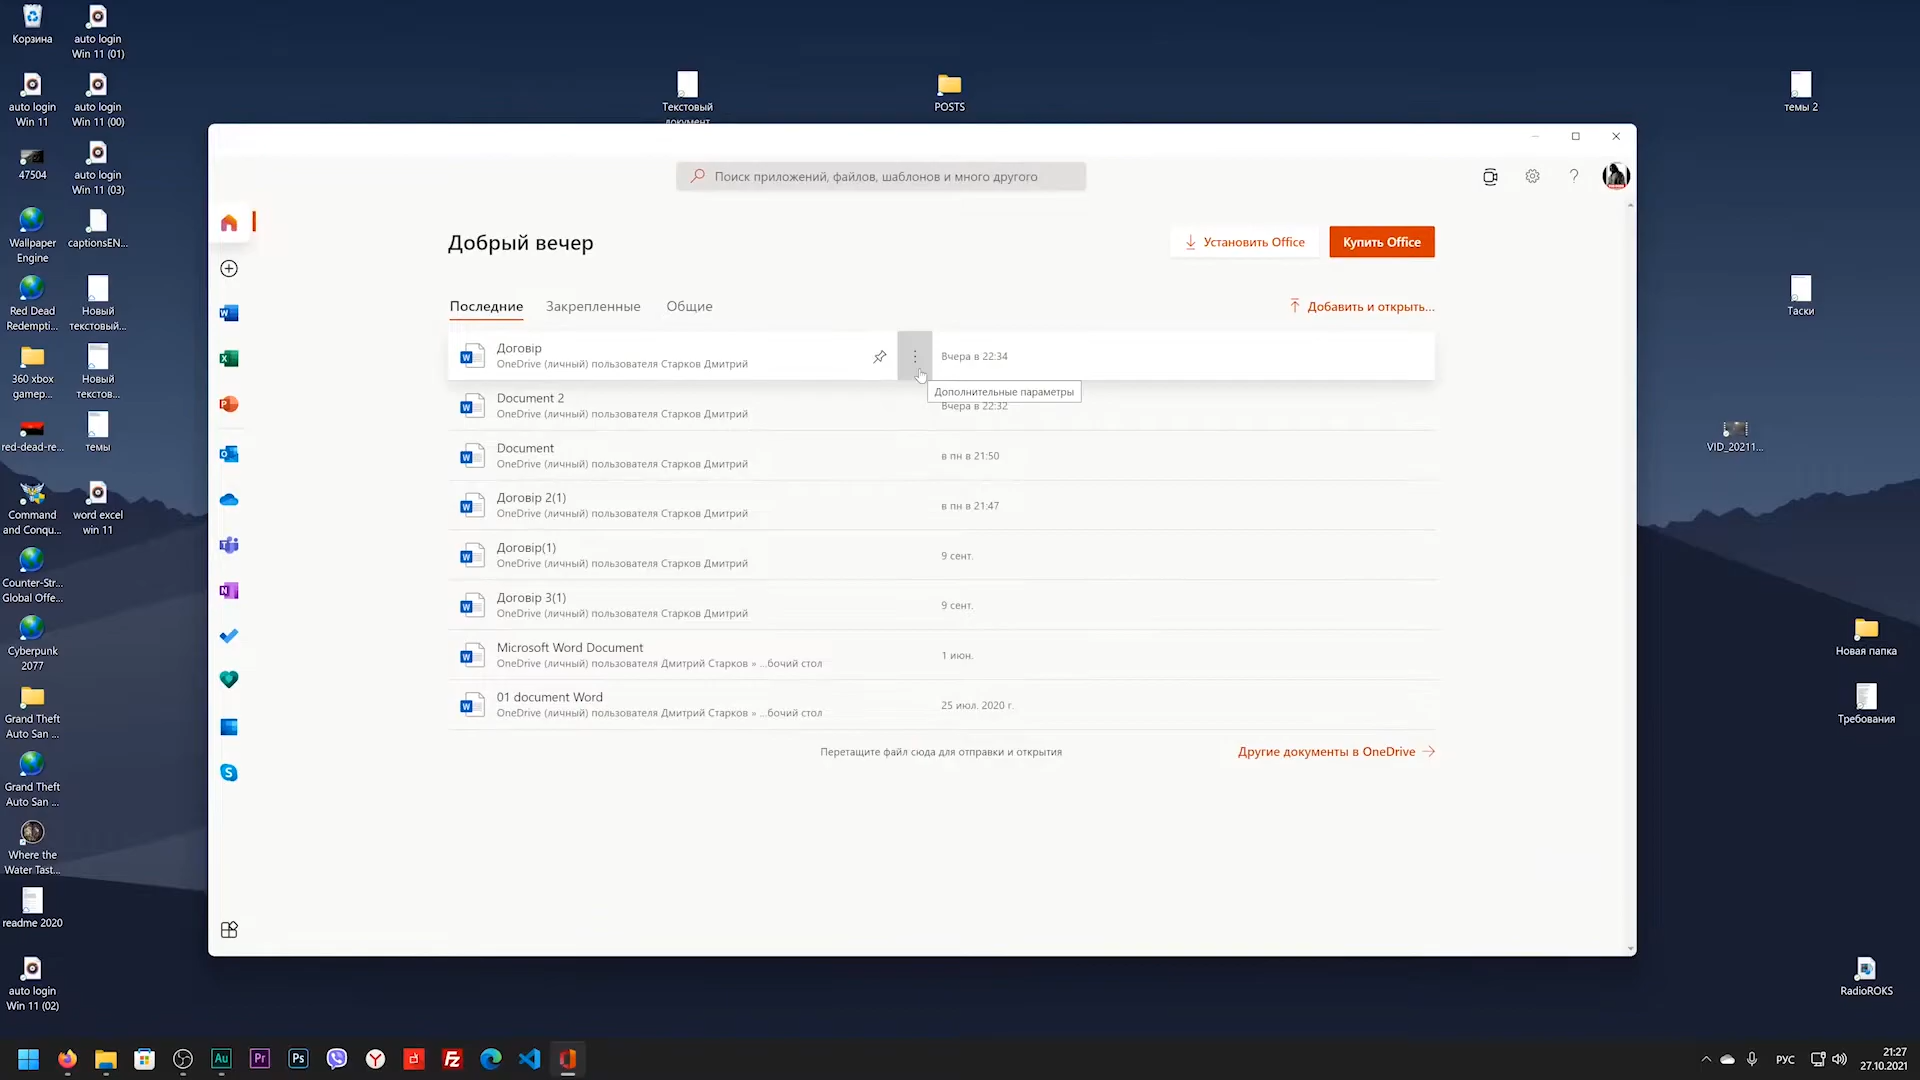 Корзина
auto login
Win 11 (01)
auto login
Win 11
auto login
Win 11 (00)
47504
auto login
Win 11 (03)
Wallpaper
Engine
captionsEN...
Red Dead
Redempti...
Новый
текстовый...
360 xbox
gamep...
Новый
текстов...
red-dead-re...
темы
Command
and Conqu...
word excel
win 11
Counter-Str...
Global Offe...
Cyberpunk
2077
Grand Theft
Auto San ...
Grand Theft
Auto San ...
Where the
Water Tast...
readme 2020
auto login
Win 11 (02)
Текстовый
документ
POSTS
темы 2
Таски
VID_20211...
Новая папка
Требования
RadioROKS
Поиск приложений, файлов, шаблонов и много другого
Добрый вечер
Установить Office
Купить Office
Последние
Закрепленные
Общие
Добавить и открыть...
Договір
OneDrive (личный) пользователя Старков Дмитрий
Вчера в 22:34
Дополнительные параметры
Document 2
OneDrive (личный) пользователя Старков Дмитрий
Вчера в 22:32
Document
OneDrive (личный) пользователя Старков Дмитрий
в пн в 21:50
Договір 2(1)
OneDrive (личный) пользователя Старков Дмитрий
в пн в 21:47
Договір(1)
OneDrive (личный) пользователя Старков Дмитрий
9 сент.
Договір 3(1)
OneDrive (личный) пользователя Старков Дмитрий
9 сент.
Microsoft Word Document
OneDrive (личный) пользователя Дмитрий Старков » ...бочий стол
1 июн.
01 document Word
OneDrive (личный) пользователя Дмитрий Старков » ...бочий стол
25 июл. 2020 г.
Перетащите файл сюда для отправки и открытия
Другие документы в OneDrive
Au
Pr
Ps
РУС
21:27
27.10.2021